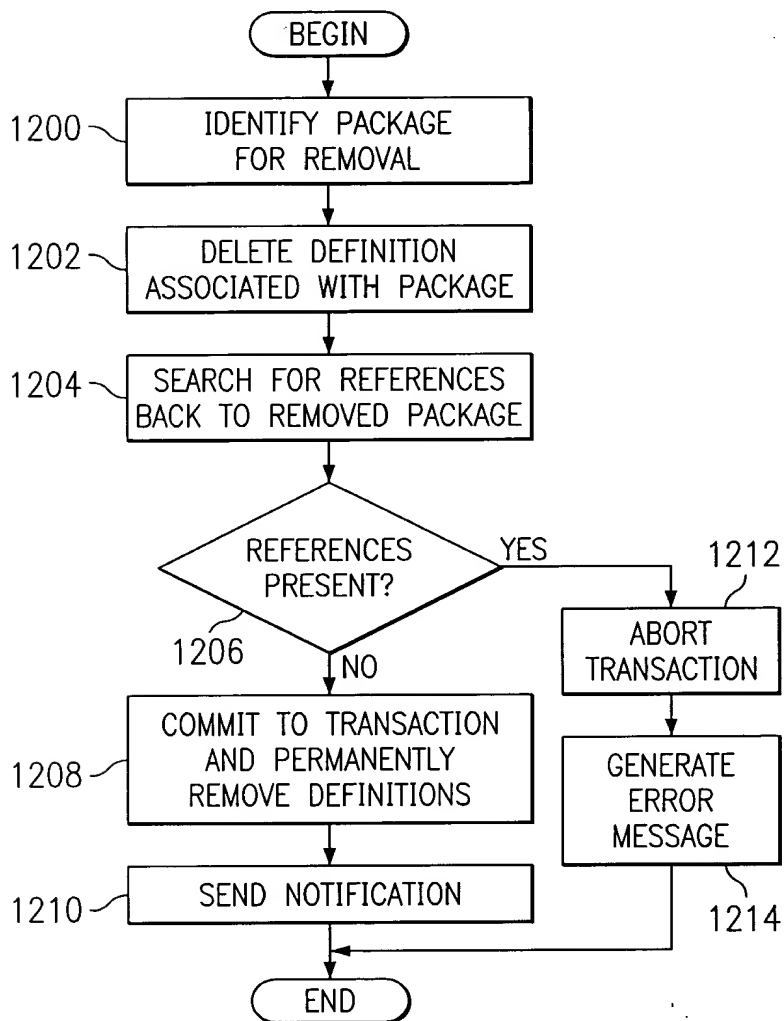 BEGIN
1200
IDENTIFY PACKAGE
FOR REMOVAL
1202
DELETE DEFINITION
ASSOCIATED WITH PACKAGE
1204
SEARCH FOR REFERENCES
BACK TO REMOVED PACKAGE
REFERENCES
PRESENT?
YES
1206
NO
1212
ABORT
TRANSACTION
1208
COMMIT TO TRANSACTION
AND PERMANENTLY
REMOVE DEFINITIONS
GENERATE
ERROR
MESSAGE
1214
1210
SEND NOTIFICATION
END